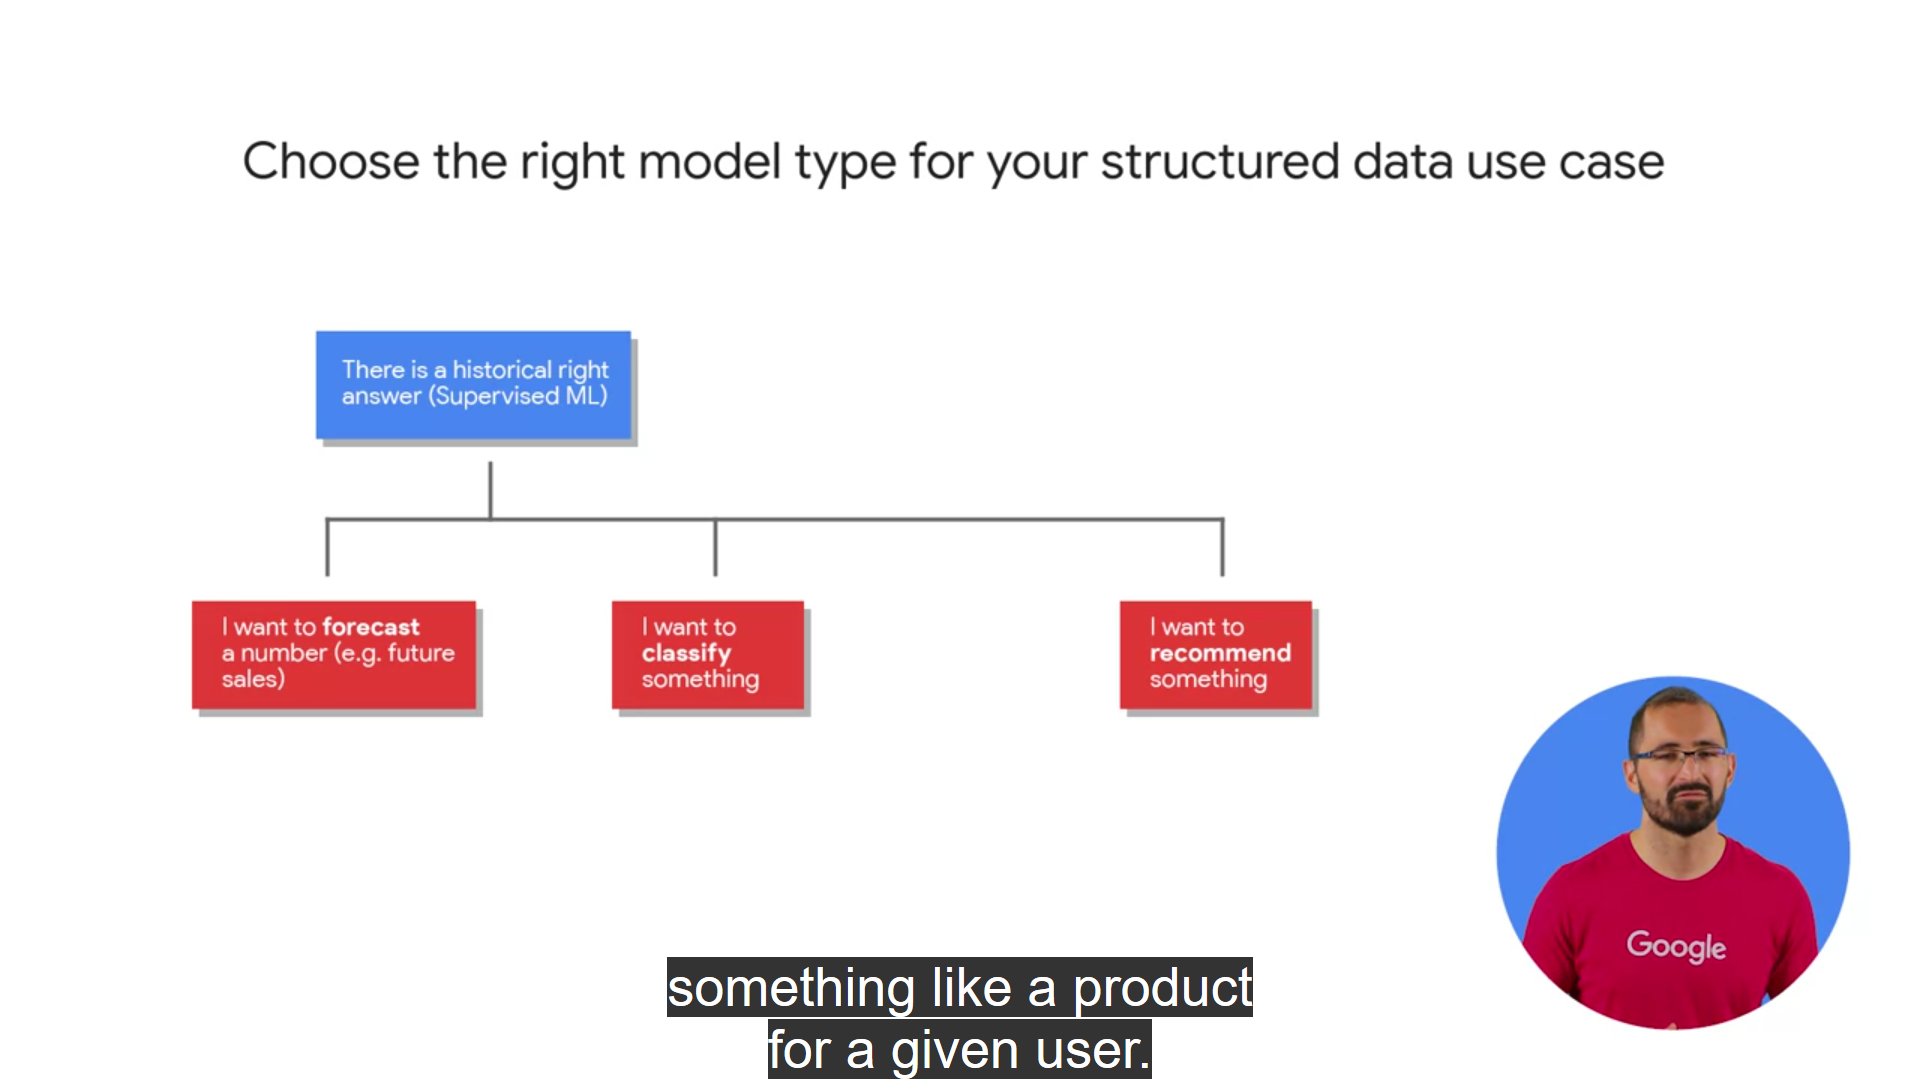 Choose the right model type for your structured data use case
There is a historical right
answer (Supervised ML)
I want to forecast
a number (e.g. future
sales)
I want to
classify
something
I want to
recommend
something
Google
something like a product
for a given user.